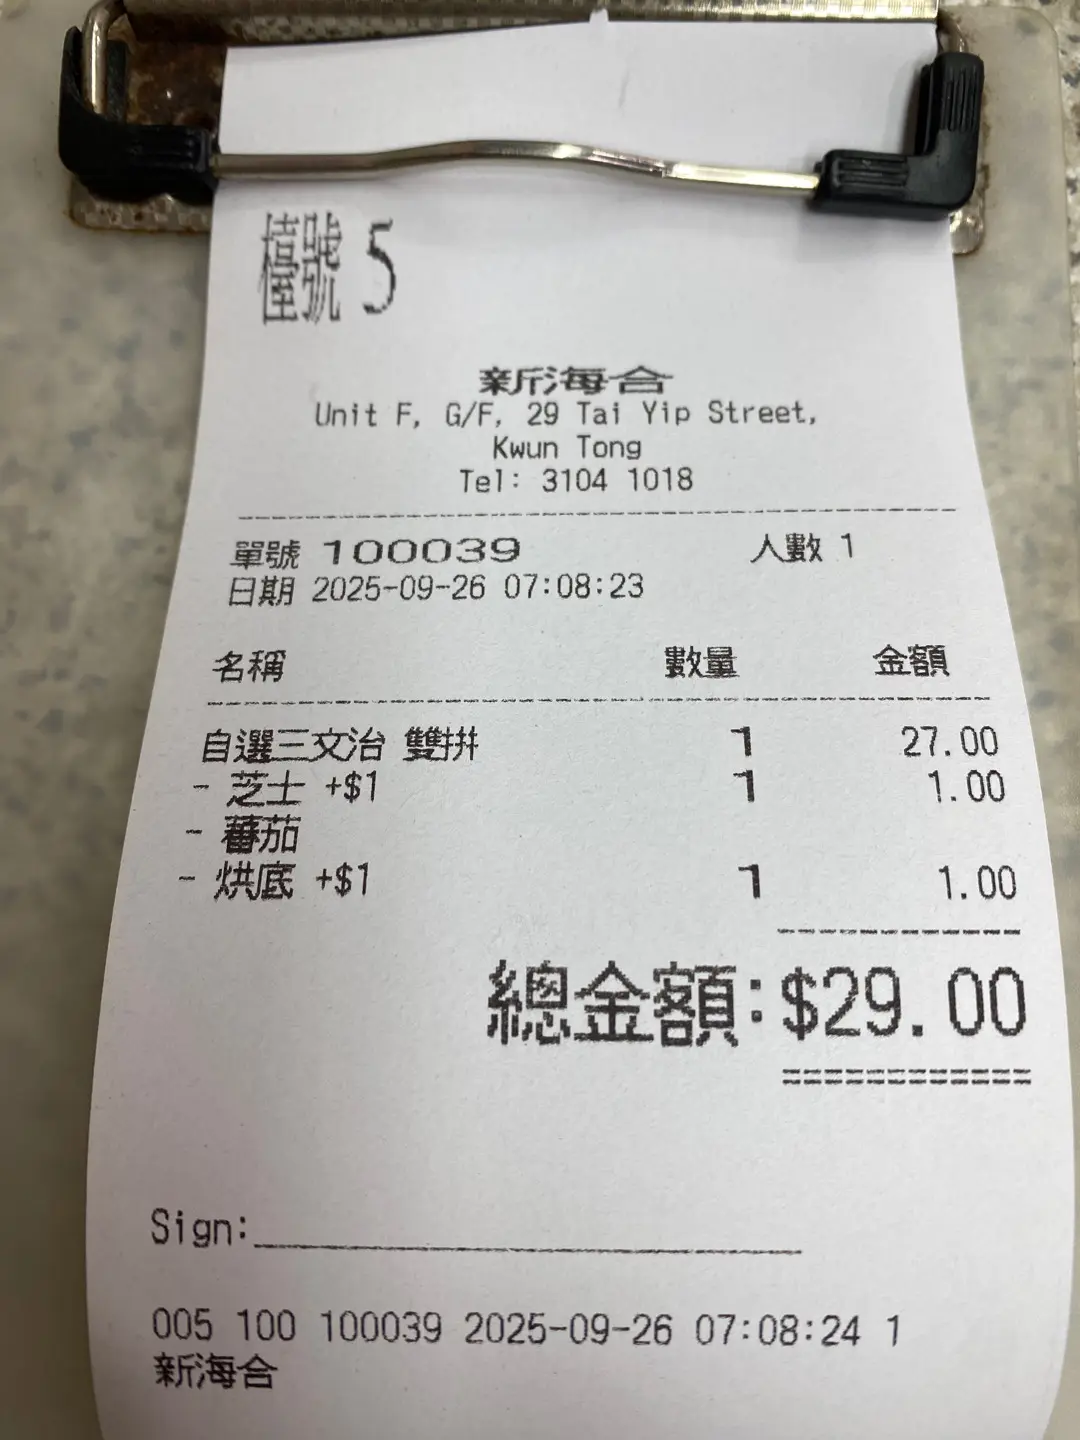 檯號 5
新海合
Unit F, G/F, 29 Tai Yip Street,
Kwun Tong
Tel: 3104 1018
單號 100039 人數 1
日期 2025-09-26 07:08:23
名稱 數量 金額
自選三文治 雙拼 1 27.00
- 芝士 +$1 1 1.00
- 蕃茄
- 烘底 +$1 1 1.00
總金額:$29.00
Sign:
005 100 100039 2025-09-26 07:08:24 1
新海合